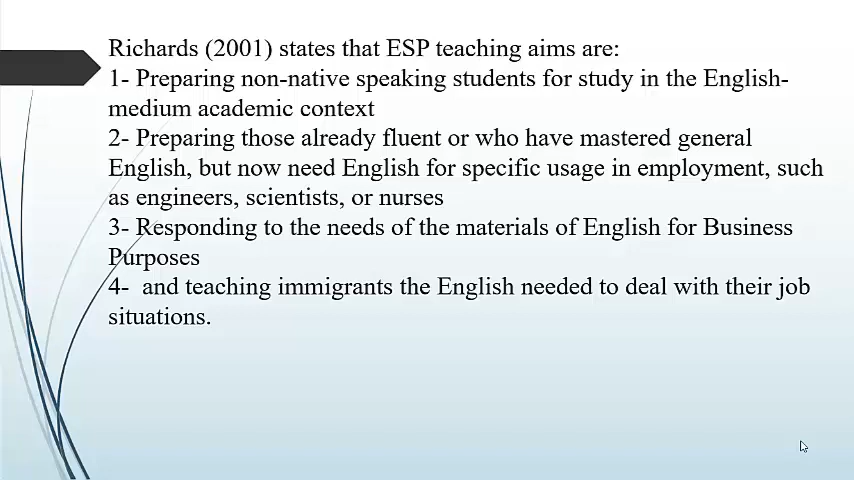 Richards (2001) states that ESP teaching aims are:
1- Preparing non-native speaking students for study in the English-
medium academic context
2- Preparing those already fluent or who have mastered general
English, but now need English for specific usage in employment, such
as engineers, scientists, or nurses
3- Responding to the needs of the materials of English for Business
Purposes
4-  and teaching immigrants the English needed to deal with their job
situations.